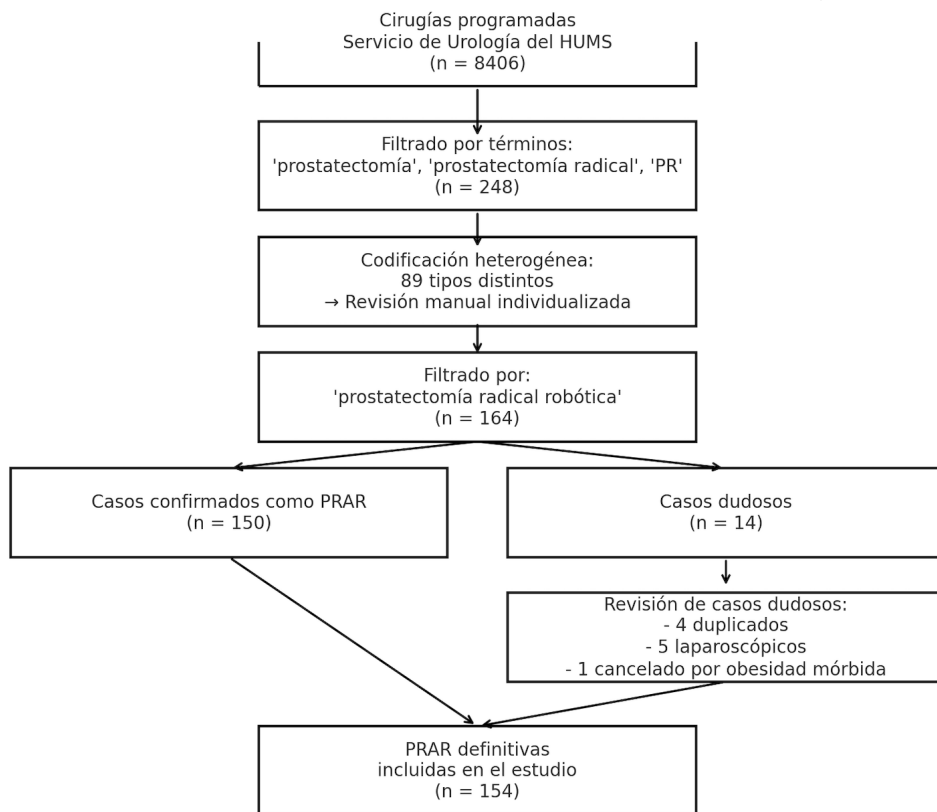 Cirugías programadas
Servicio de Urología del HUMS
(n = 8406)
Filtrado por términos:
'prostatectomía', 'prostatectomía radical', 'PR'
(n = 248)
Codificación heterogénea:
89 tipos distintos
→ Revisión manual individualizada
Filtrado por:
'prostatectomía radical robótica'
(n = 164)
Casos confirmados como PRAR
(n = 150)
Casos dudosos
(n = 14)
Revisión de casos dudosos:
- 4 duplicados
- 5 laparoscópicos
- 1 cancelado por obesidad mórbida
PRAR definitivas
incluidas en el estudio
(n = 154)